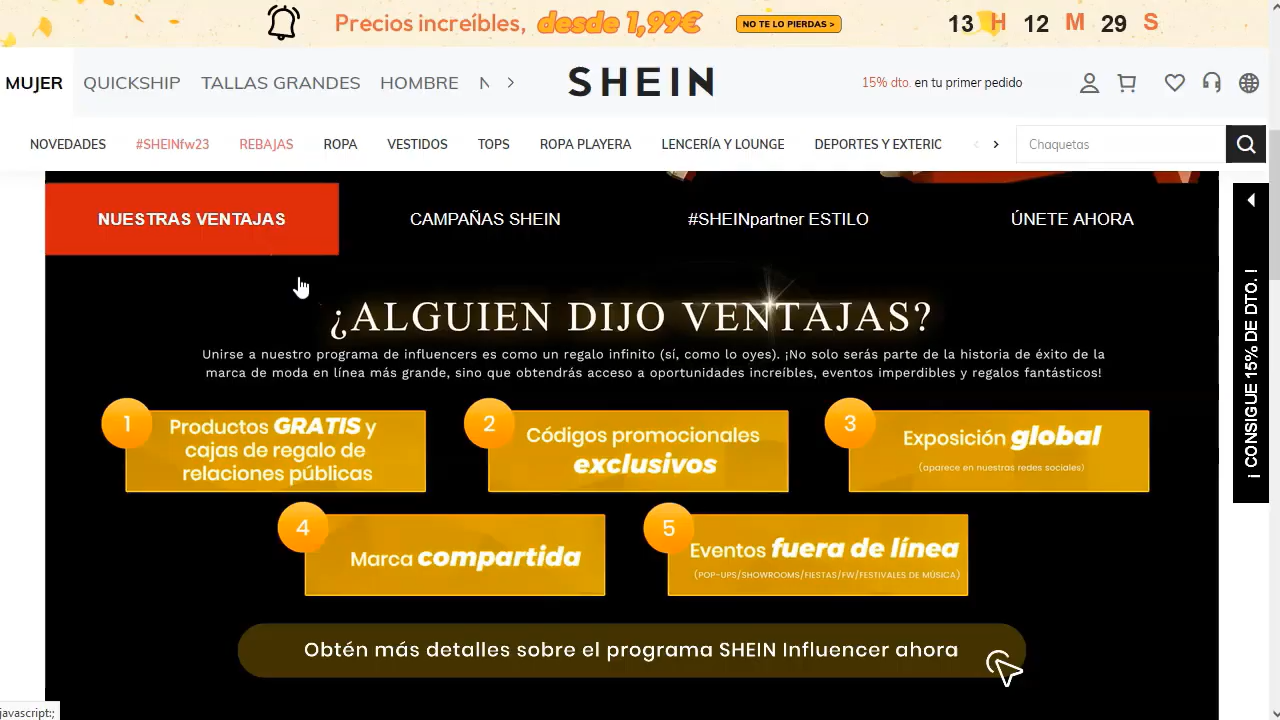 Precios increíbles, desde 1,99€
NO TE LO PIERDAS >
13 H 12 M 29 S
MUJER QUICKSHIP TALLAS GRANDES HOMBRE N
SHEIN
15% dto. en tu primer pedido
NOVEDADES #SHEINfw23 REBAJAS ROPA VESTIDOS TOPS ROPA PLAYERA LENCERÍA Y LOUNGE DEPORTES Y EXTERIC
Chaquetas
NUESTRAS VENTAJAS CAMPAÑAS SHEIN #SHEINpartner ESTILO ÚNETE AHORA
¡ CONSIGUE 15% DE DTO. !
¿ALGUIEN DIJO VENTAJAS?
Unirse a nuestro programa de influencers es como un regalo infinito (sí, como lo oyes). ¡No solo serás parte de la historia de éxito de la
marca de moda en línea más grande, sino que obtendrás acceso a oportunidades increíbles, eventos imperdibles y regalos fantásticos!
1
Productos GRATIS y
cajas de regalo de
relaciones públicas
2
Códigos promocionales
exclusivos
3
Exposición global
(aparece en nuestras redes sociales)
4
Marca compartida
5
Eventos fuera de línea
(POP-UPS/SHOWROOMS/FIESTAS/FW/FESTIVALES DE MÚSICA)
Obtén más detalles sobre el programa SHEIN Influencer ahora
javascript:;